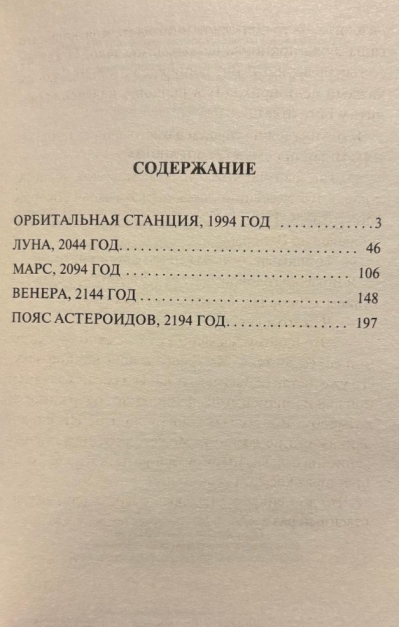 СОДЕРЖАНИЕ
ОРБИТАЛЬНАЯ СТАНЦИЯ, 1994 ГОД .............3
ЛУНА, 2044 ГОД................................ 46
МАРС, 2094 ГОД ............................... 106
ВЕНЕРА, 2144 ГОД ............................ 148
ПОЯС АСТЕРОИДОВ, 2194 ГОД................ 197